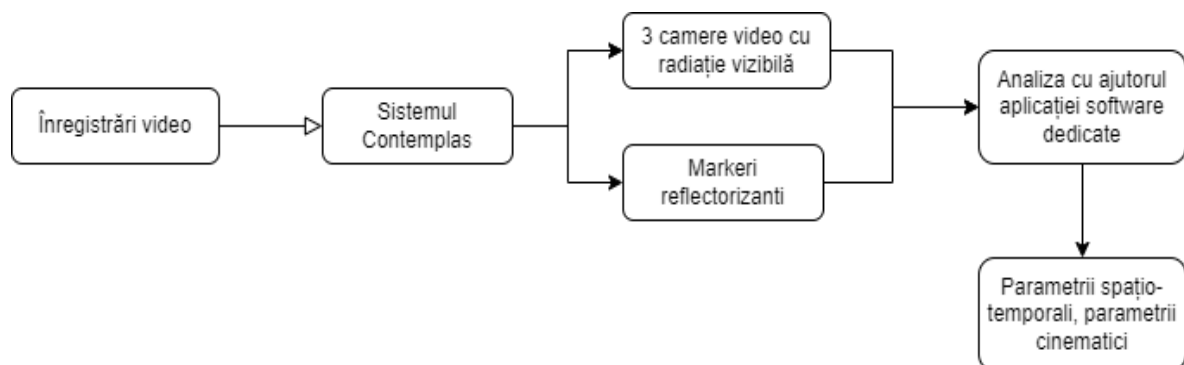 Înregistrări video
Sistemul
Contemplas
3 camere video cu
radiație vizibilă
Markeri
reflectorizanti
Analiza cu ajutorul
aplicației software
dedicate
Parametrii spațio-
temporali, parametrii
cinematici